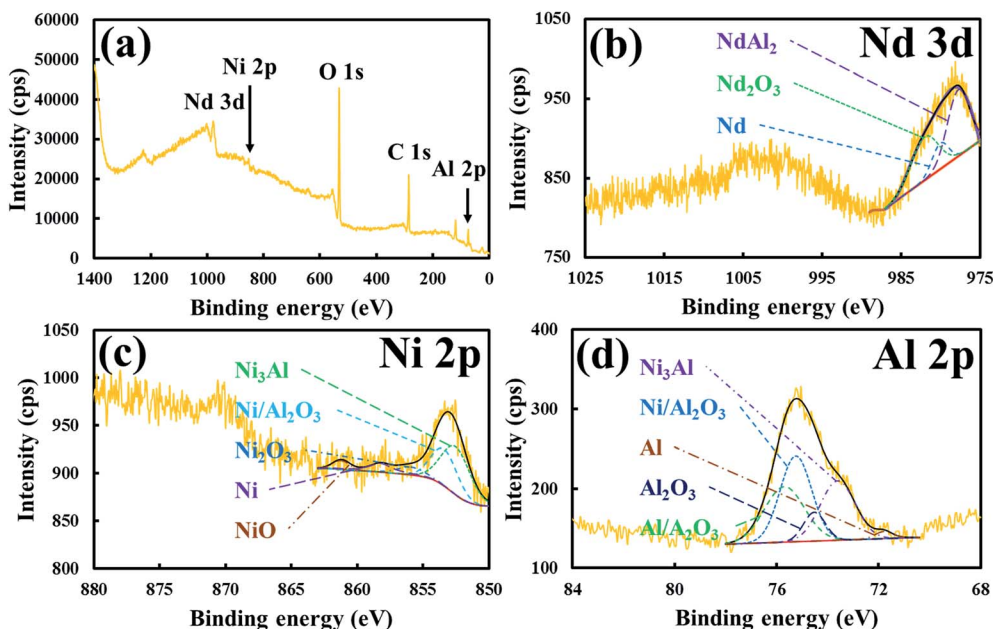 (a)
Intensity (cps)
60000
50000
40000
30000
20000
10000
0
Ni 2p
Nd 3d
O 1s
C 1s
Al 2p
1400 1200 1000 800 600 400 200 0
Binding energy (eV)
(b)
Nd 3d
Intensity (cps)
1050
950
850
750
NdAl₂
Nd₂O₃
Nd
1025 1015 1005 995 985 975
Binding energy (eV)
(c)
Ni 2p
Intensity (cps)
1050
1000
950
900
850
800
Ni₃Al
Ni/Al₂O₃
Ni₂O₃
Ni
NiO
880 875 870 865 860 855 850
Binding energy (eV)
(d)
Al 2p
Intensity (cps)
400
300
200
100
Ni₃Al
Ni/Al₂O₃
Al
Al₂O₃
Al/A₂O₃
84 80 76 72 68
Binding energy (eV)